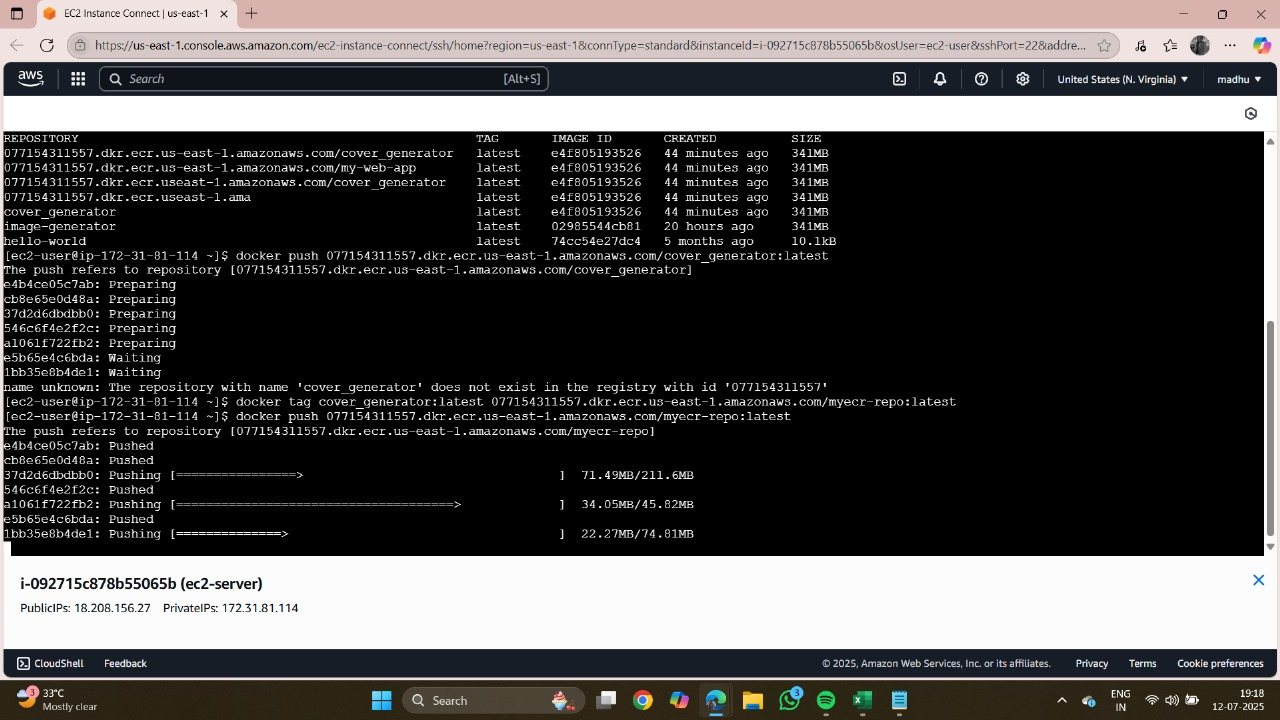 EC2 Instance Connect | us-east-1
https://us-east-1.console.aws.amazon.com/ec2-instance-connect/ssh/home?region=us-east-1&connType=standard&instanceId=i-092715c878b55065b&osUser=ec2-user&sshPort=22&addre...
aws Search [Alt+S] United States (N. Virginia) madhu
REPOSITORY TAG IMAGE ID CREATED SIZE
077154311557.dkr.ecr.us-east-1.amazonaws.com/cover_generator latest e4f805193526 44 minutes ago 341MB
077154311557.dkr.ecr.us-east-1.amazonaws.com/my-web-app latest e4f805193526 44 minutes ago 341MB
077154311557.dkr.ecr.useast-1.amazonaws.com/cover_generator latest e4f805193526 44 minutes ago 341MB
077154311557.dkr.ecr.useast-1.ama latest e4f805193526 44 minutes ago 341MB
cover_generator latest e4f805193526 44 minutes ago 341MB
image-generator latest 02985544cb81 20 hours ago 341MB
hello-world latest 74cc54e27dc4 5 months ago 10.1kB
[ec2-user@ip-172-31-81-114 ~]$ docker push 077154311557.dkr.ecr.us-east-1.amazonaws.com/cover_generator:latest
The push refers to repository [077154311557.dkr.ecr.us-east-1.amazonaws.com/cover_generator]
e4b4ce05c7ab: Preparing
cb8e65e0d48a: Preparing
37d2d6dbdbb0: Preparing
546c6f4e2f2c: Preparing
a1061f722fb2: Preparing
e5b65e4c6bda: Waiting
1bb35e8b4de1: Waiting
name unknown: The repository with name 'cover_generator' does not exist in the registry with id '077154311557'
[ec2-user@ip-172-31-81-114 ~]$ docker tag cover_generator:latest 077154311557.dkr.ecr.us-east-1.amazonaws.com/myecr-repo:latest
[ec2-user@ip-172-31-81-114 ~]$ docker push 077154311557.dkr.ecr.us-east-1.amazonaws.com/myecr-repo:latest
The push refers to repository [077154311557.dkr.ecr.us-east-1.amazonaws.com/myecr-repo]
e4b4ce05c7ab: Pushed
cb8e65e0d48a: Pushed
37d2d6dbdbb0: Pushing [================> ] 71.49MB/211.6MB
546c6f4e2f2c: Pushed
a1061f722fb2: Pushing [=====================================> ] 34.05MB/45.82MB
e5b65e4c6bda: Pushed
1bb35e8b4de1: Pushing [==============> ] 22.27MB/74.81MB
i-092715c878b55065b (ec2-server)
PublicIPs: 18.208.156.27 PrivateIPs: 172.31.81.114
CloudShell Feedback © 2025, Amazon Web Services, Inc. or its affiliates. Privacy Terms Cookie preferences
3 33°C Mostly clear
Search
3
ENG IN
19:18
12-07-2025